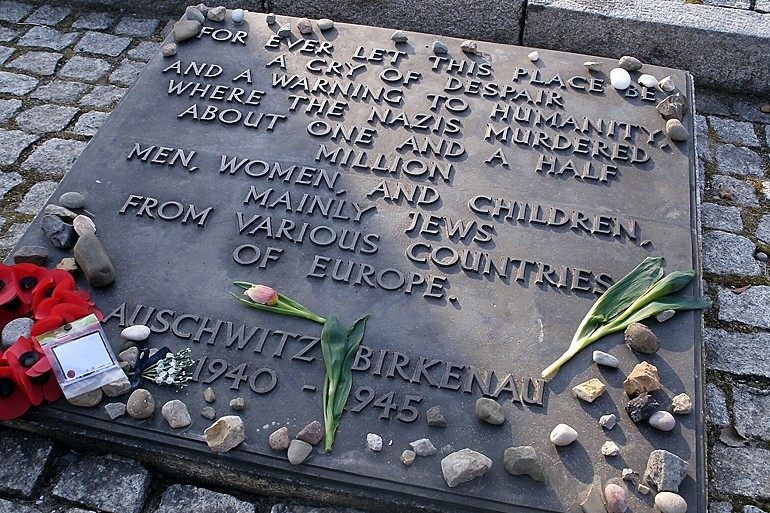 FOR EVER LET THIS PLACE BE
A CRY OF DESPAIR
AND A WARNING TO HUMANITY,
WHERE THE NAZIS MURDERED
ABOUT ONE AND A HALF
MILLION
MEN, WOMEN, AND CHILDREN,
MAINLY JEWS
FROM VARIOUS COUNTRIES
OF EUROPE.
AUSCHWITZ BIRKENAU
1940 – 945